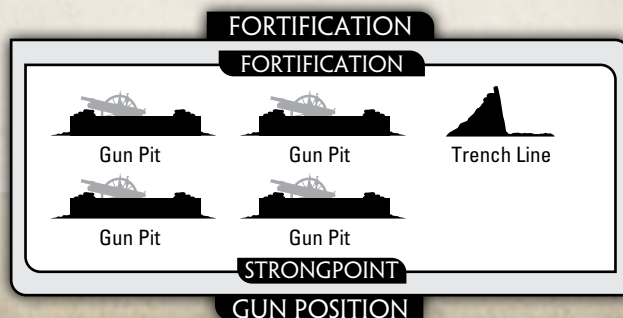 FORTIFICATION
FORTIFICATION
Gun Pit Gun Pit Trench Line
Gun Pit Gun Pit
STRONGPOINT
GUN POSITION